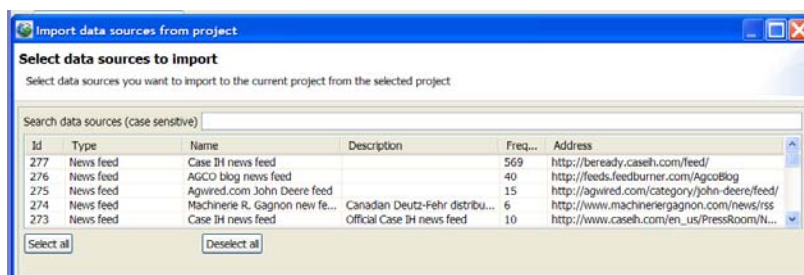 Import data sources from project
Select data sources to import
Select data sources you want to import to the current project from the selected project
Search data sources (case sensitive)
Id Type Name Description Freq... Address
277 News feed Case IH news feed 569 http://beready.caseih.com/feed/
276 News feed AGCO blog news feed 40 http://feeds.feedburner.com/AgcoBlog
275 News feed Agwired.com John Deere feed 15 http://agwired.com/category/john-deere/feed/
274 News feed Machinerie R. Gagnon new fe... Canadian Deutz-Fehr distribu... 6 http://www.machineriergagnon.com/news/rss
273 News feed Case IH news feed Official Case IH news feed 10 http://www.caseih.com/en_us/PressRoom/N...
Select all Deselect all